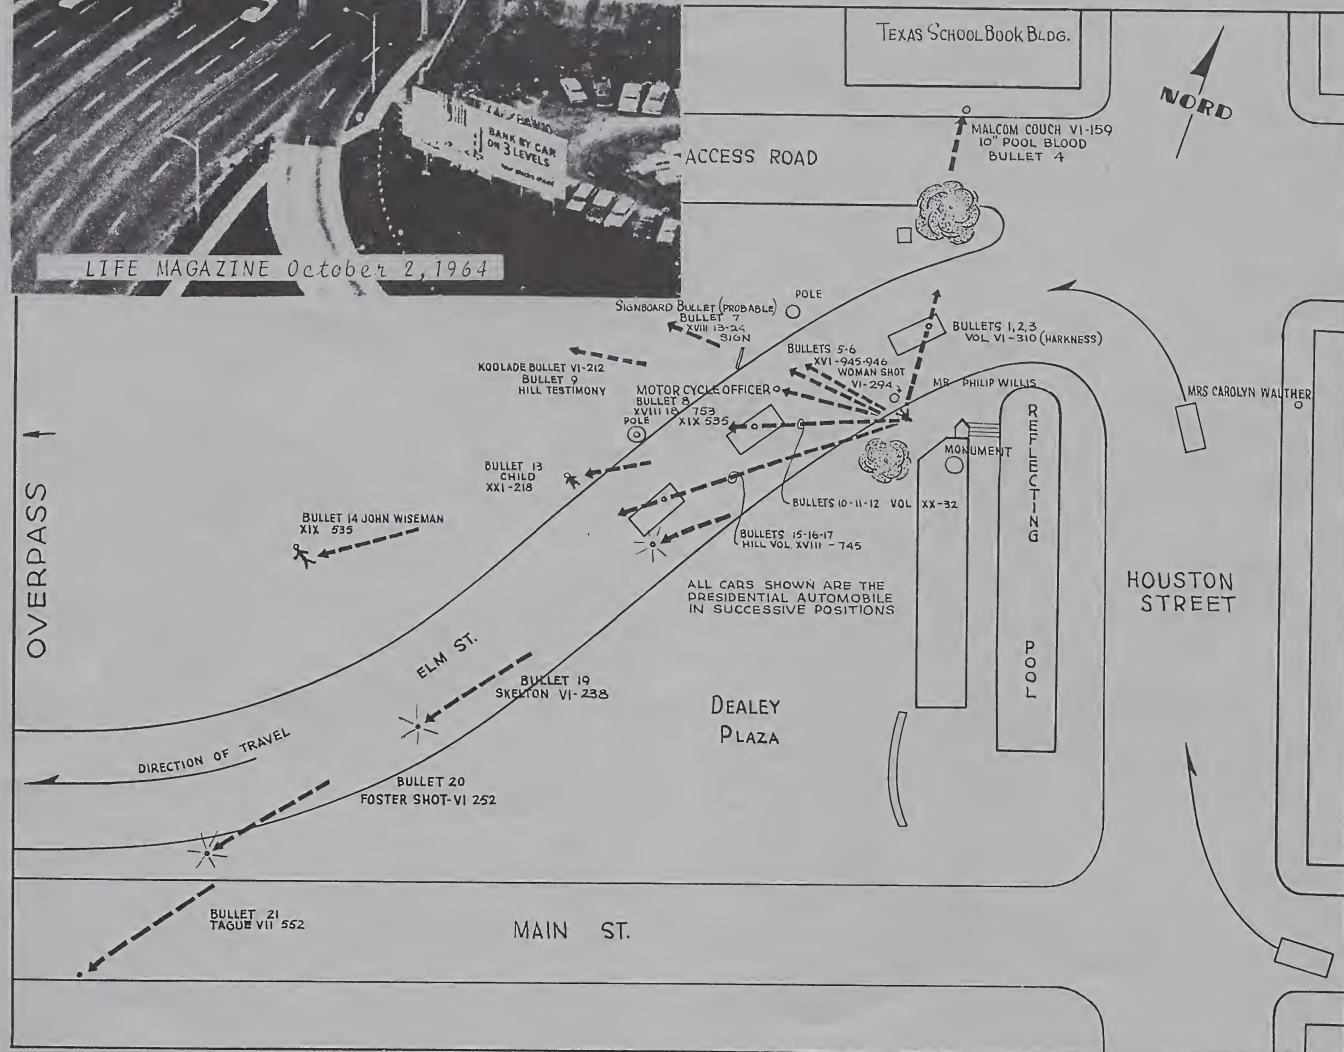 BANK BY CAR
ON 3 LEVELS
LIFE MAGAZINE October 2, 1964
TEXAS SCHOOL BOOK BLDG.
NORD
MALCOM COUCH VI-159
10" POOL BLOOD
BULLET 4
ACCESS ROAD
SIGNBOARD BULLET (PROBABLE)
BULLET 7
XVIII 13-24
SIGN
POLE
BULLETS 1,2,3
VOL VI-310 (HARKNESS)
KOOLADE BULLET VI-212
BULLET 9
HILL TESTIMONY
BULLETS 5-6
XVI-945-946
WOMAN SHOT
VI-294
MR. PHILIP WILLIS
MRS CAROLYN WALTHER
MOTOR CYCLE OFFICER
BULLET 8
XVIII 18 753
XIX 535
POLE
REFLECTING
POOL
MONUMENT
BULLET 13
CHILD
XXI-218
BULLETS 10-11-12 VOL XX-32
BULLET 14 JOHN WISEMAN
XIX 535
BULLETS 15-16-17
HILL VOL XVIII - 745
ALL CARS SHOWN ARE THE
PRESIDENTIAL AUTOMOBILE
IN SUCCESSIVE POSITIONS
OVERPASS
HOUSTON
STREET
ELM ST.
BULLET 19
SKELTON VI-238
DEALEY
PLAZA
DIRECTION OF TRAVEL
BULLET 20
FOSTER SHOT-VI 252
BULLET 21
TAGUE VII 552
MAIN ST.